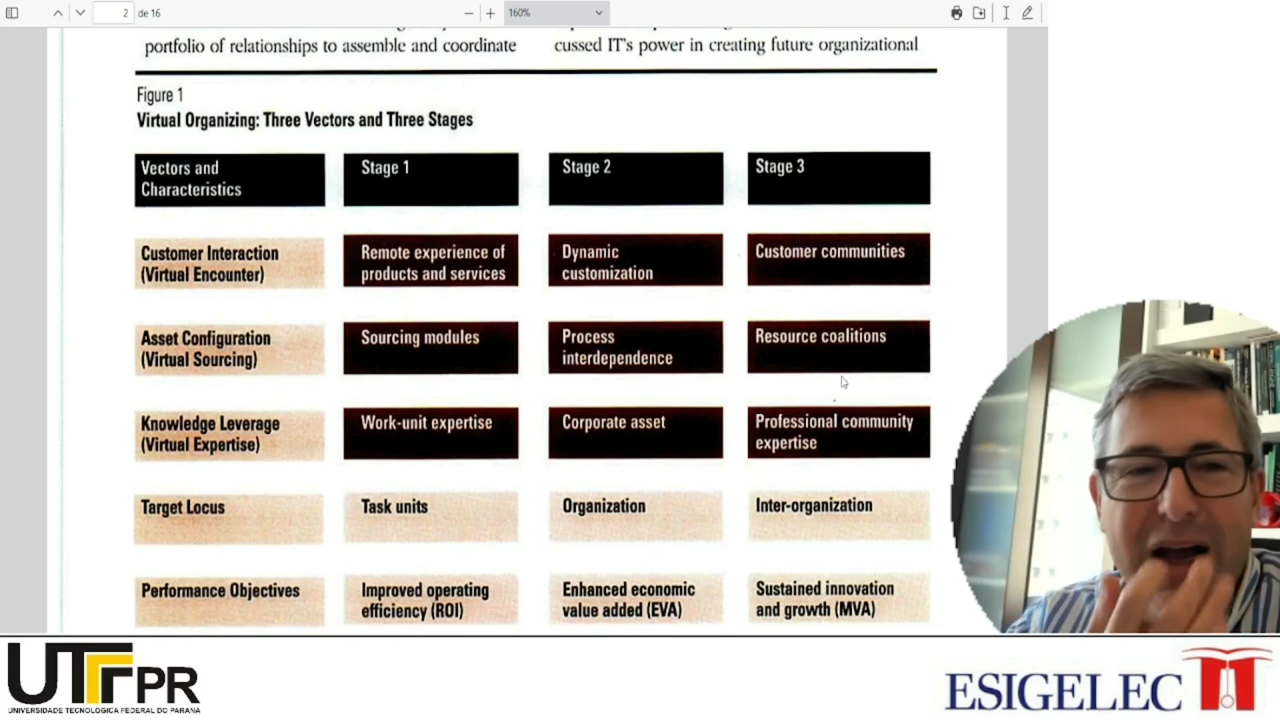 2 de 16
160%
portfolio of relationships to assemble and coordinate
cussed IT's power in creating future organizational
Figure 1
Virtual Organizing: Three Vectors and Three Stages
Vectors and
Characteristics
Stage 1
Stage 2
Stage 3
Customer Interaction
(Virtual Encounter)
Remote experience of
products and services
Dynamic
customization
Customer communities
Asset Configuration
(Virtual Sourcing)
Sourcing modules
Process
interdependence
Resource coalitions
Knowledge Leverage
(Virtual Expertise)
Work-unit expertise
Corporate asset
Professional community
expertise
Target Locus
Task units
Organization
Inter-organization
Performance Objectives
Improved operating
efficiency (ROI)
Enhanced economic
value added (EVA)
Sustained innovation
and growth (MVA)
UTFPR
UNIVERSIDADE TECNOLÓGICA FEDERAL DO PARANÁ
ESIGELEC